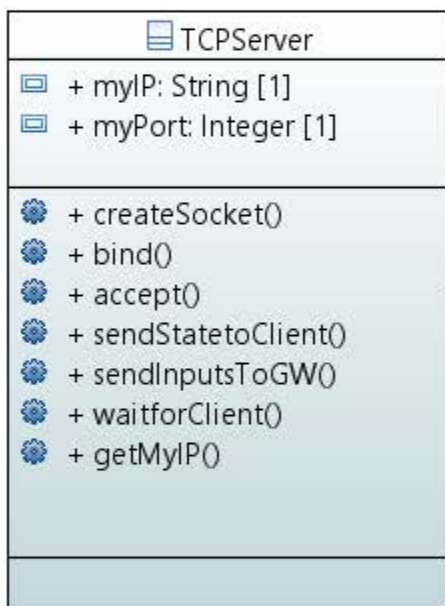 TCPServer
+ myIP: String [1]
+ myPort: Integer [1]
+ createSocket()
+ bind()
+ accept()
+ sendStatetoClient()
+ sendInputsToGW()
+ waitforClient()
+ getMyIP()